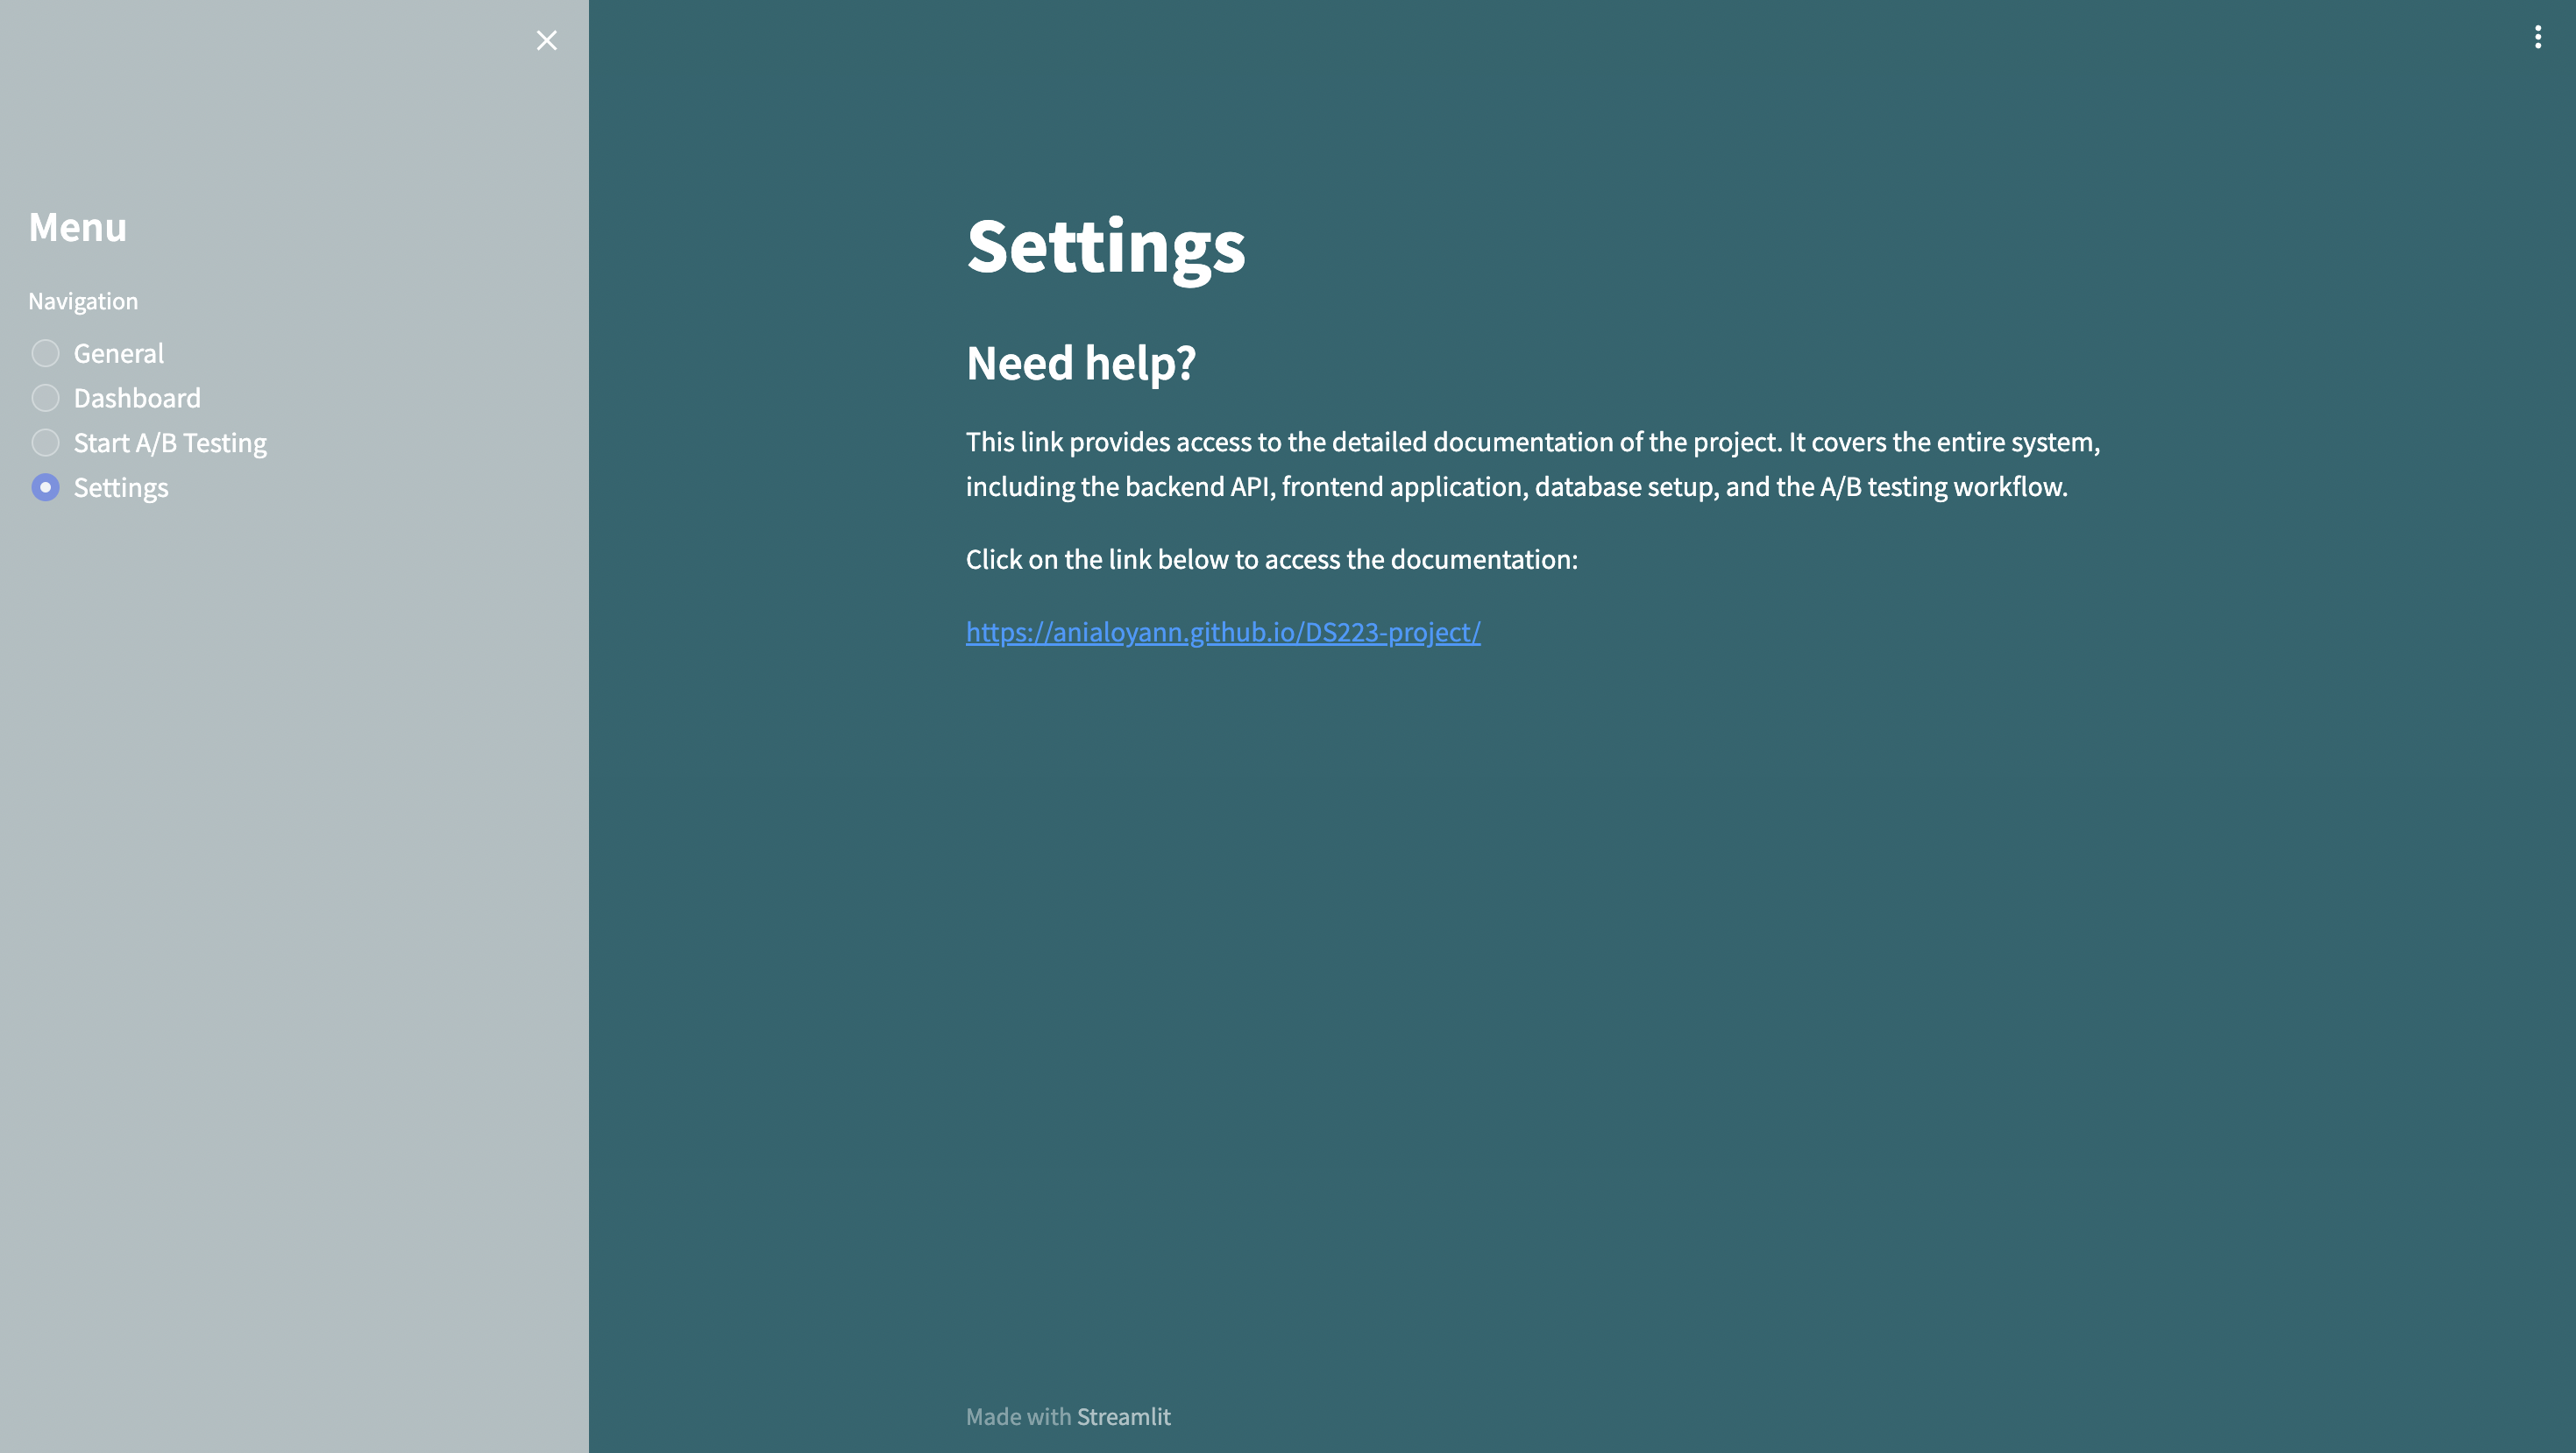 Menu
Navigation
General
Dashboard
Start A/B Testing
Settings
Settings
Need help?
This link provides access to the detailed documentation of the project. It covers the entire system,
including the backend API, frontend application, database setup, and the A/B testing workflow.
Click on the link below to access the documentation:
https://anialoyann.github.io/DS223-project/
Made with Streamlit